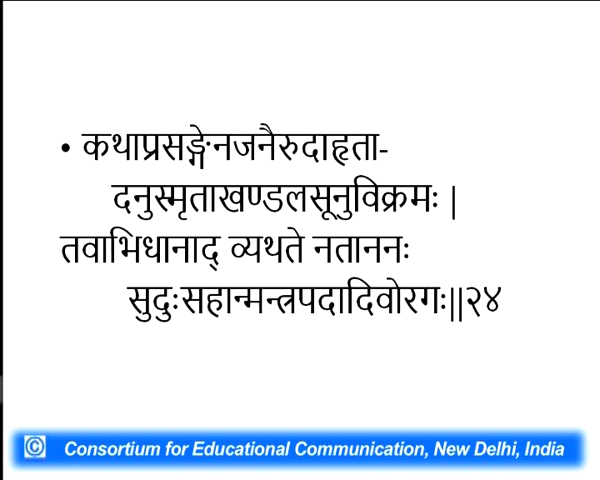 • कथाप्रसङ्गेनजनैरुदाहृता-
दनुस्मृताखण्डलसूनुविक्रमः |
तवाभिधानाद् व्यथते नताननः
सुदुःसहान्मन्त्रपदादिवोरगः||२४
© Consortium for Educational Communication, New Delhi, India